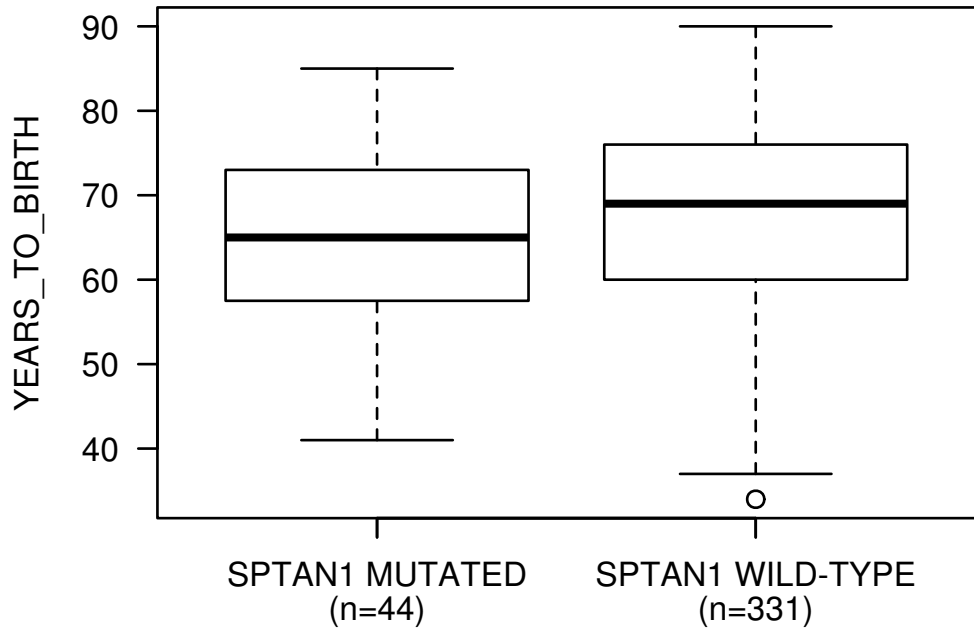 YEARS_TO_BIRTH
90
80
70
60
50
40
SPTAN1 MUTATED
(n=44)
SPTAN1 WILD-TYPE
(n=331)